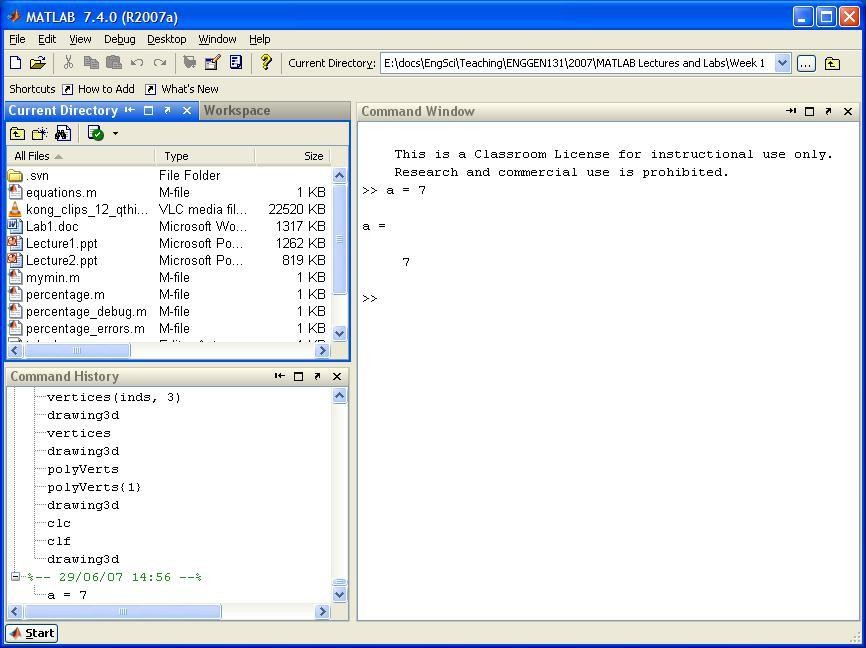 MATLAB 7.4.0 (R2007a)
File Edit View Debug Desktop Window Help
Current Directory: E:\docs\EngSci\Teaching\ENGGEN131\2007\MATLAB Lectures and Labs\Week 1
Shortcuts How to Add What's New
Current Directory Workspace
All Files Type Size
.svn File Folder
equations.m M-file 1 KB
kong_clips_12_qthi... VLC media fil... 22520 KB
Lab1.doc Microsoft Wo... 1317 KB
Lecture1.ppt Microsoft Po... 1262 KB
Lecture2.ppt Microsoft Po... 819 KB
mymin.m M-file 1 KB
percentage.m M-file 1 KB
percentage_debug.m M-file 1 KB
percentage_errors.m M-file 1 KB
Command History
vertices(inds, 3)
drawing3d
vertices
drawing3d
polyVerts
polyVerts{1}
drawing3d
clc
clf
drawing3d
%-- 29/06/07 14:56 --%
a = 7
Command Window
This is a Classroom License for instructional use only.
Research and commercial use is prohibited.
>> a = 7
a =
7
>>
Start